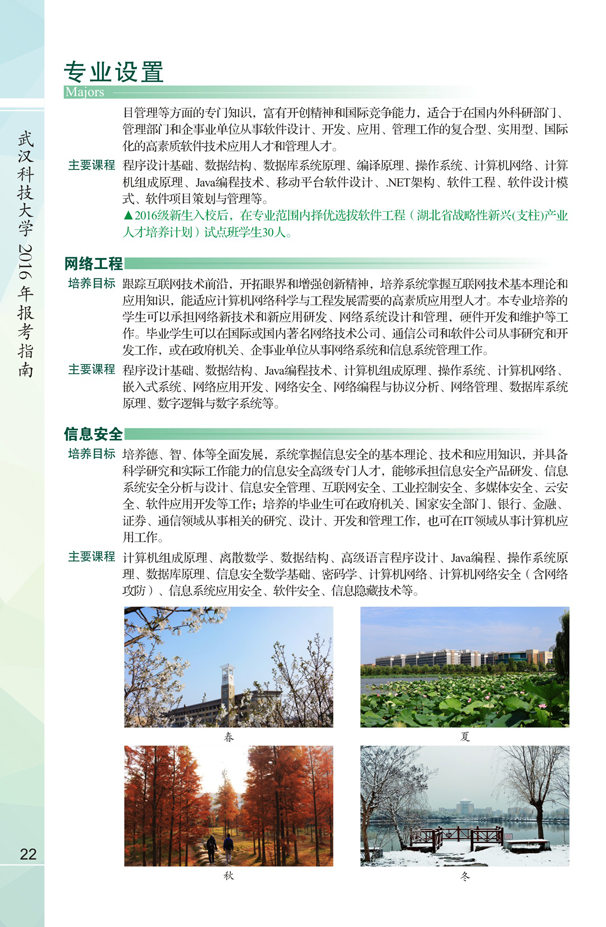 专业设置
Majors
目管理等方面的专门知识，富有开创精神和国际竞争能力，适合于在国内外科研部门、
管理部门和企事业单位从事软件设计、开发、应用、管理工作的复合型、实用型、国际
化的高素质软件技术应用人才和管理人才。
主要课程 程序设计基础、数据结构、数据库系统原理、编译原理、操作系统、计算机网络、计算
机组成原理、Java编程技术、移动平台软件设计、.NET架构、软件工程、软件设计模
式、软件项目策划与管理等。
▲2016级新生入校后，在专业范围内择优选拔软件工程（湖北省战略性新兴(支柱)产业
人才培养计划）试点班学生30人。
网络工程
培养目标 跟踪互联网技术前沿，开拓眼界和增强创新精神，培养系统掌握互联网技术基本理论和
应用知识，能适应计算机网络科学与工程发展需要的高素质应用型人才。本专业培养的
学生可以承担网络新技术和新应用研发、网络系统设计和管理，硬件开发和维护等工
作。毕业学生可以在国际或国内著名网络技术公司、通信公司和软件公司从事研究和开
发工作，或在政府机关、企事业单位从事网络系统和信息系统管理工作。
主要课程 程序设计基础、数据结构、Java编程技术、计算机组成原理、操作系统、计算机网络、
嵌入式系统、网络应用开发、网络安全、网络编程与协议分析、网络管理、数据库系统
原理、数字逻辑与数字系统等。
信息安全
培养目标 培养德、智、体等全面发展，系统掌握信息安全的基本理论、技术和应用知识，并具备
科学研究和实际工作能力的信息安全高级专门人才，能够承担信息安全产品研发、信息
系统安全分析与设计、信息安全管理、互联网安全、工业控制安全、多媒体安全、云安
全、软件应用开发等工作；培养的毕业生可在政府机关、国家安全部门、银行、金融、
证券、通信领域从事相关的研究、设计、开发和管理工作，也可在IT领域从事计算机应
用工作。
主要课程 计算机组成原理、离散数学、数据结构、高级语言程序设计、Java编程、操作系统原
理、数据库原理、信息安全数学基础、密码学、计算机网络、计算机网络安全（含网络
攻防）、信息系统应用安全、软件安全、信息隐藏技术等。
春
夏
秋
冬
武汉科技大学2016年报考指南
22